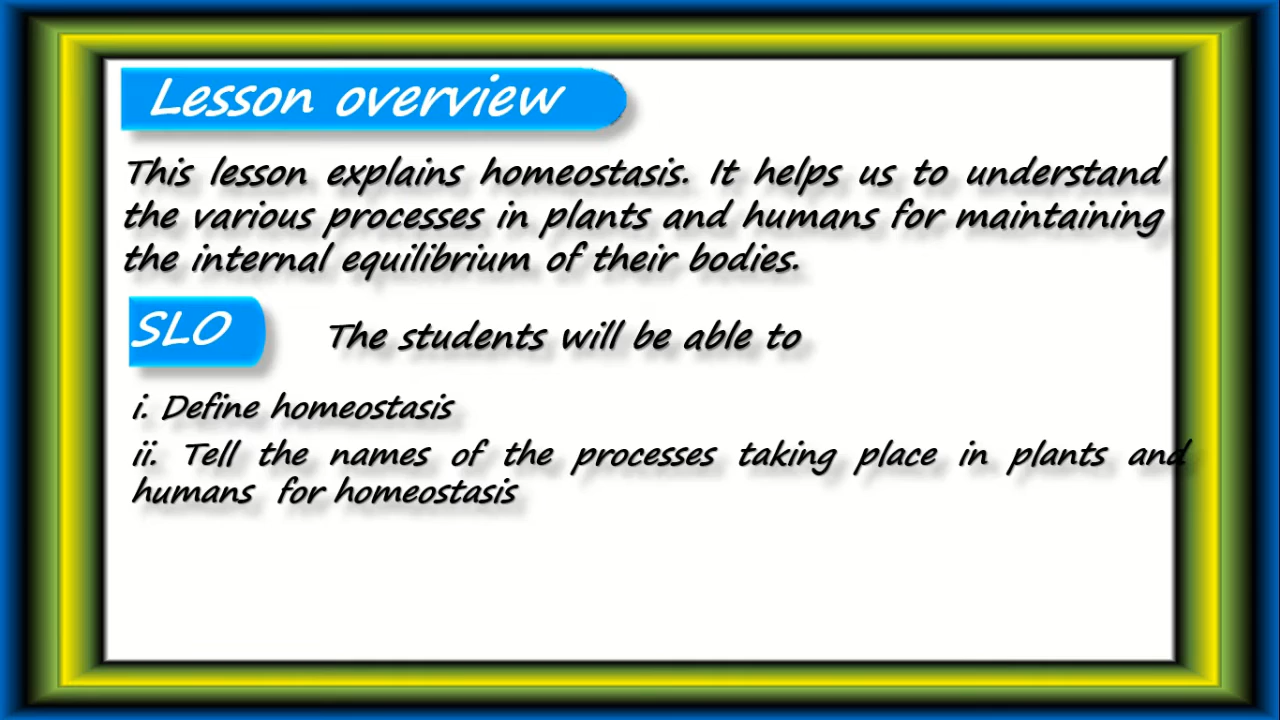 Lesson overview
This lesson explains homeostasis. It helps us to understand
the various processes in plants and humans for maintaining
the internal equilibrium of their bodies.
SLO
The students will be able to
i. Define homeostasis
ii. Tell the names of the processes taking place in plants and
humans for homeostasis